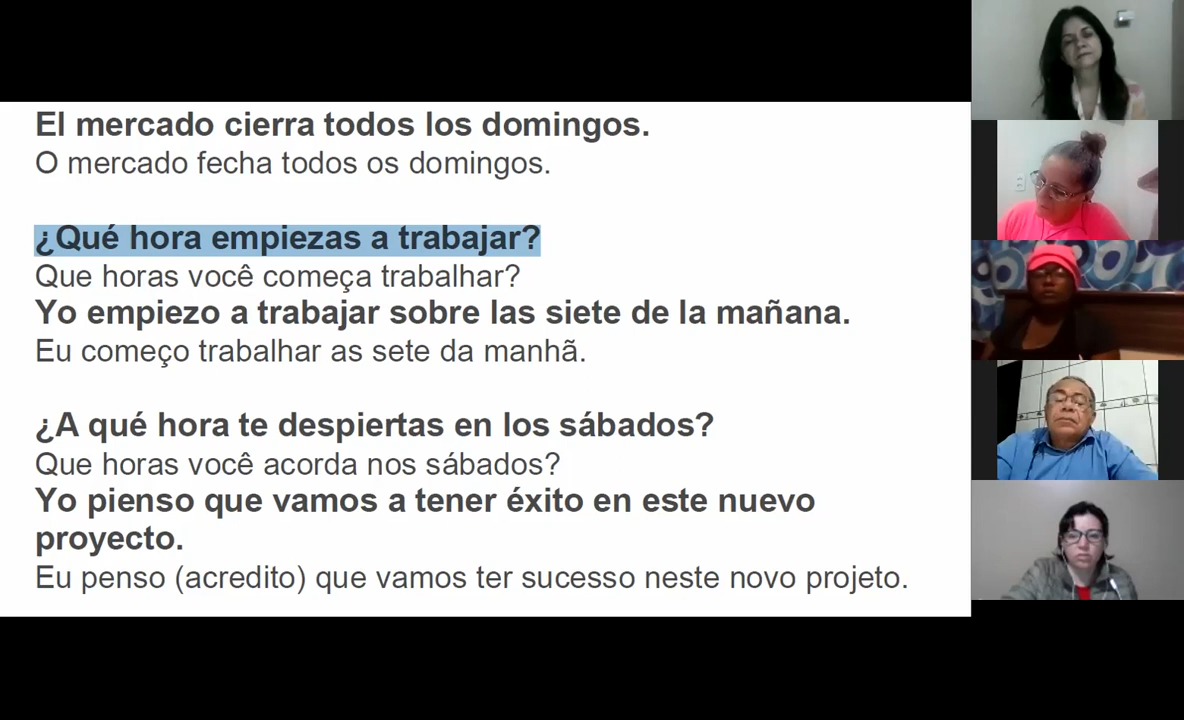 El mercado cierra todos los domingos.
O mercado fecha todos os domingos.
¿Qué hora empiezas a trabajar?
Que horas você começa trabalhar?
Yo empiezo a trabajar sobre las siete de la mañana.
Eu começo trabalhar as sete da manhã.
¿A qué hora te despiertas en los sábados?
Que horas você acorda nos sábados?
Yo pienso que vamos a tener éxito en este nuevo
proyecto.
Eu penso (acredito) que vamos ter sucesso neste novo projeto.